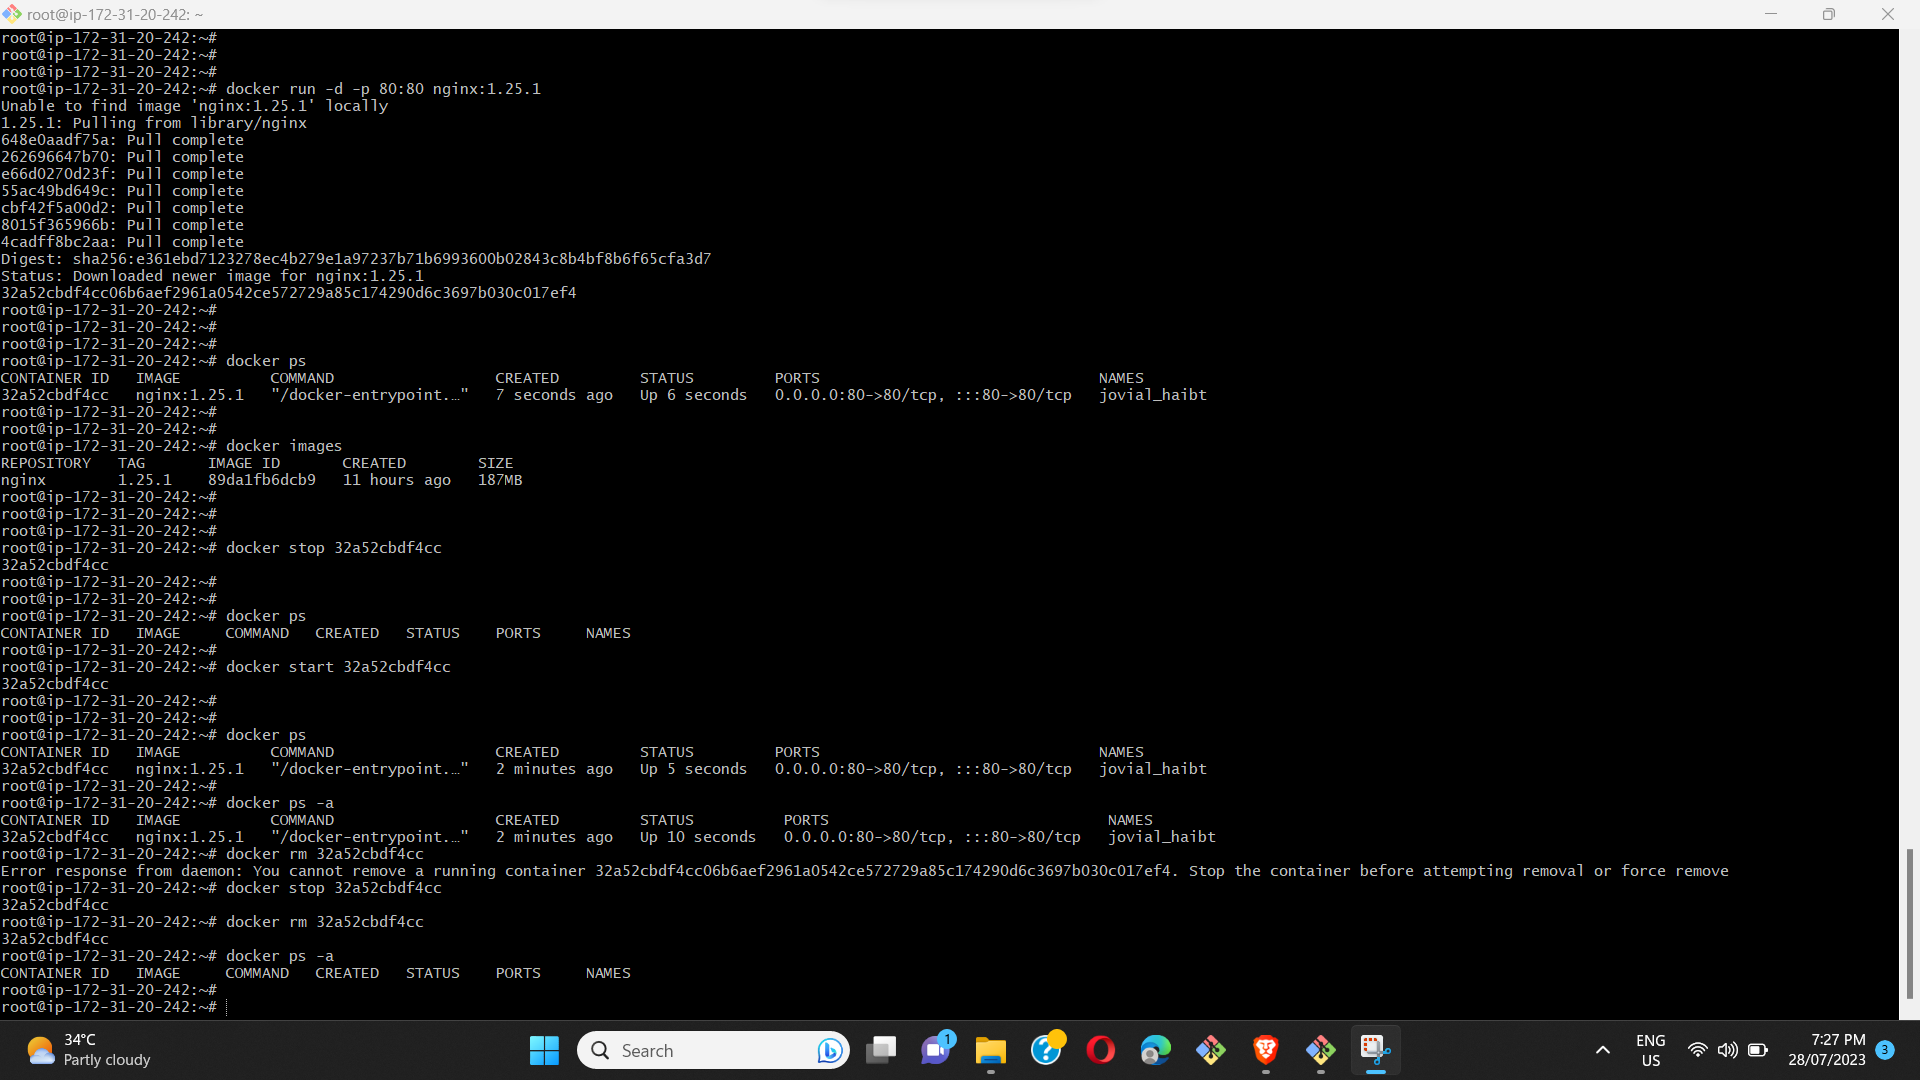 root@ip-172-31-20-242: ~
root@ip-172-31-20-242:~#
root@ip-172-31-20-242:~#
root@ip-172-31-20-242:~#
root@ip-172-31-20-242:~# docker run -d -p 80:80 nginx:1.25.1
Unable to find image 'nginx:1.25.1' locally
1.25.1: Pulling from library/nginx
648e0aadf75a: Pull complete
262696647b70: Pull complete
e66d0270d23f: Pull complete
55ac49bd649c: Pull complete
cbf42f5a00d2: Pull complete
8015f365966b: Pull complete
4cadff8bc2aa: Pull complete
Digest: sha256:e361ebd7123278ec4b279e1a97237b71b6993600b02843c8b4bf8b6f65cfa3d7
Status: Downloaded newer image for nginx:1.25.1
32a52cbdf4cc06b6aef2961a0542ce572729a85c174290d6c3697b030c017ef4
root@ip-172-31-20-242:~#
root@ip-172-31-20-242:~#
root@ip-172-31-20-242:~#
root@ip-172-31-20-242:~# docker ps
CONTAINER ID   IMAGE          COMMAND                  CREATED         STATUS         PORTS                               NAMES
32a52cbdf4cc   nginx:1.25.1   "/docker-entrypoint.…"   7 seconds ago   Up 6 seconds   0.0.0.0:80->80/tcp, :::80->80/tcp   jovial_haibt
root@ip-172-31-20-242:~#
root@ip-172-31-20-242:~#
root@ip-172-31-20-242:~# docker images
REPOSITORY   TAG       IMAGE ID       CREATED        SIZE
nginx        1.25.1    89da1fb6dcb9   11 hours ago   187MB
root@ip-172-31-20-242:~#
root@ip-172-31-20-242:~#
root@ip-172-31-20-242:~#
root@ip-172-31-20-242:~# docker stop 32a52cbdf4cc
32a52cbdf4cc
root@ip-172-31-20-242:~#
root@ip-172-31-20-242:~#
root@ip-172-31-20-242:~# docker ps
CONTAINER ID   IMAGE     COMMAND   CREATED   STATUS    PORTS     NAMES
root@ip-172-31-20-242:~#
root@ip-172-31-20-242:~# docker start 32a52cbdf4cc
32a52cbdf4cc
root@ip-172-31-20-242:~#
root@ip-172-31-20-242:~#
root@ip-172-31-20-242:~# docker ps
CONTAINER ID   IMAGE          COMMAND                  CREATED         STATUS         PORTS                               NAMES
32a52cbdf4cc   nginx:1.25.1   "/docker-entrypoint.…"   2 minutes ago   Up 5 seconds   0.0.0.0:80->80/tcp, :::80->80/tcp   jovial_haibt
root@ip-172-31-20-242:~#
root@ip-172-31-20-242:~# docker ps -a
CONTAINER ID   IMAGE          COMMAND                  CREATED         STATUS          PORTS                               NAMES
32a52cbdf4cc   nginx:1.25.1   "/docker-entrypoint.…"   2 minutes ago   Up 10 seconds   0.0.0.0:80->80/tcp, :::80->80/tcp   jovial_haibt
root@ip-172-31-20-242:~# docker rm 32a52cbdf4cc
Error response from daemon: You cannot remove a running container 32a52cbdf4cc06b6aef2961a0542ce572729a85c174290d6c3697b030c017ef4. Stop the container before attempting removal or force remove
root@ip-172-31-20-242:~# docker stop 32a52cbdf4cc
32a52cbdf4cc
root@ip-172-31-20-242:~# docker rm 32a52cbdf4cc
32a52cbdf4cc
root@ip-172-31-20-242:~# docker ps -a
CONTAINER ID   IMAGE     COMMAND   CREATED   STATUS    PORTS     NAMES
root@ip-172-31-20-242:~#
root@ip-172-31-20-242:~#
34°C
Partly cloudy
Search
1
ENG
US
7:27 PM
28/07/2023
3